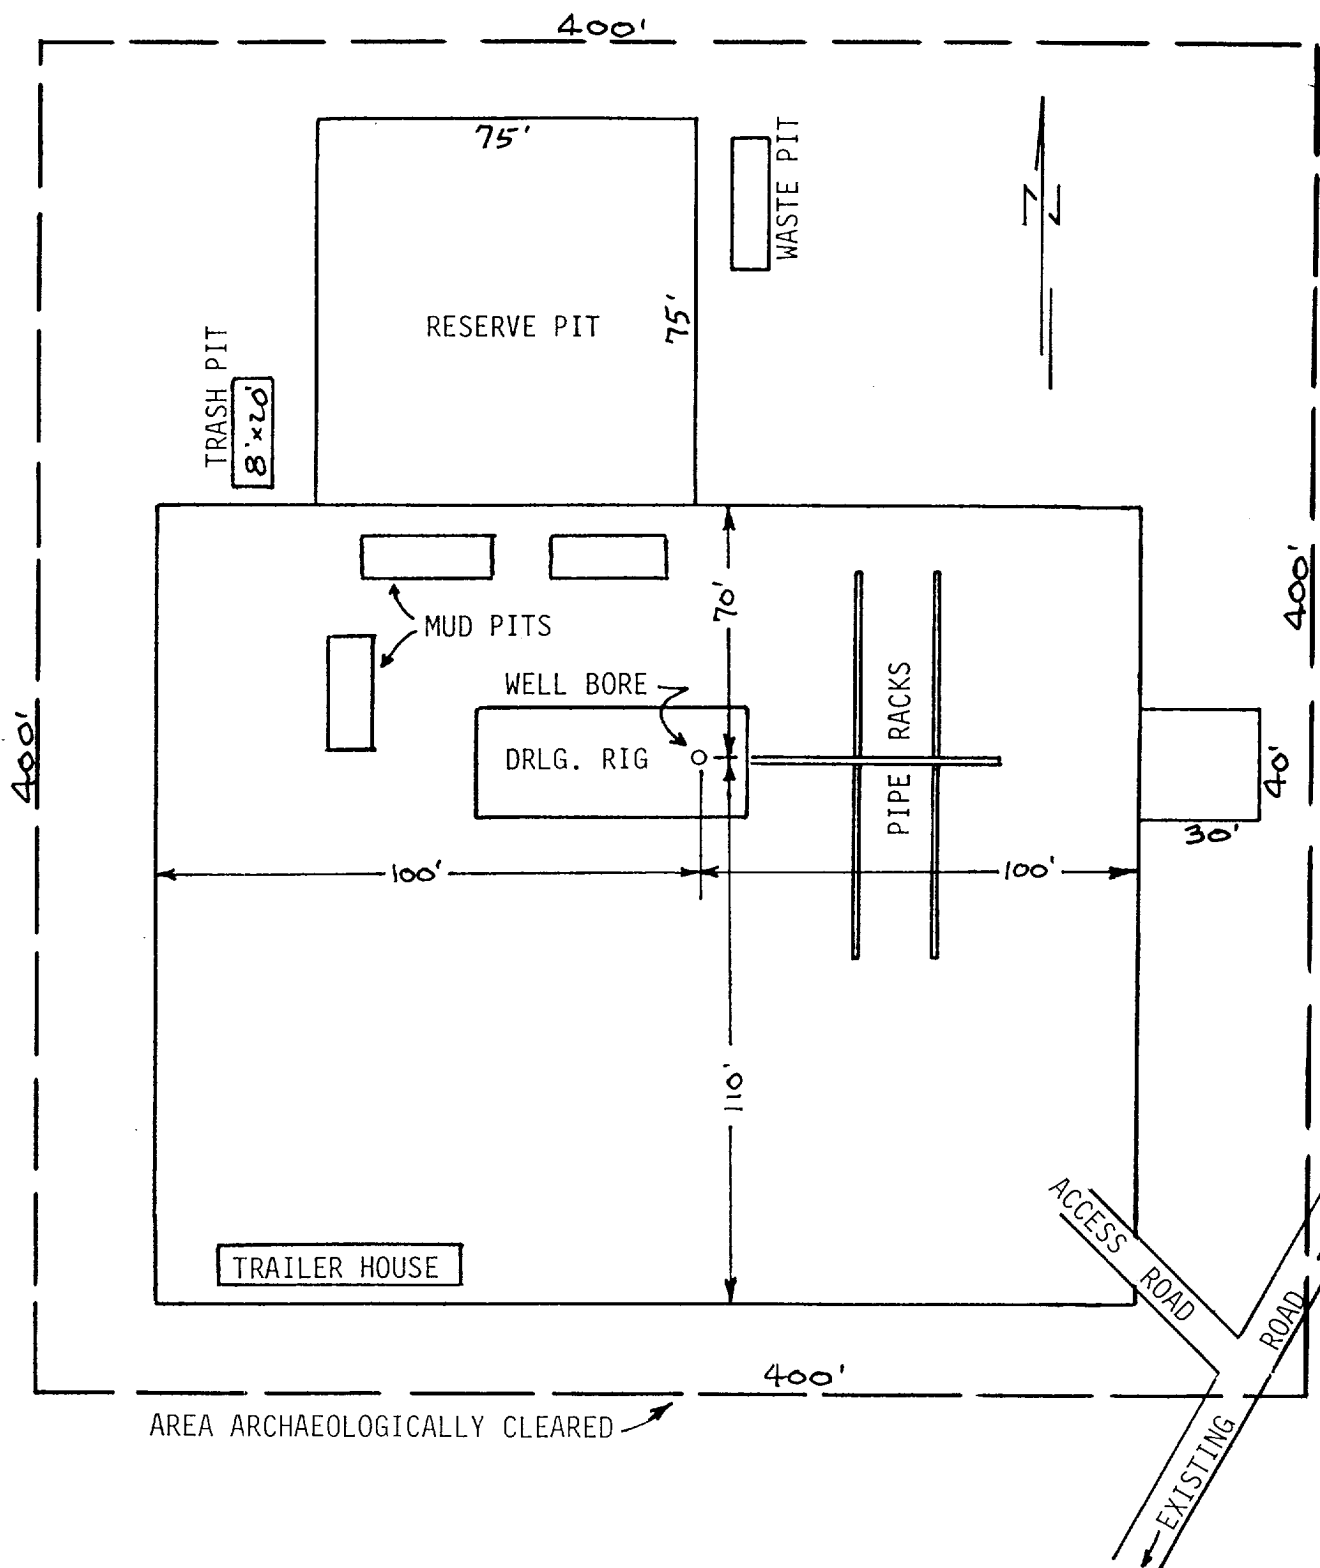 400'
75'
WASTE PIT
N
75'
RESERVE PIT
TRASH PIT
8'x20'
400'
70'
MUD PITS
WELL BORE
PIPE RACKS
400'
DRLG. RIG
40'
30'
100'
100'
110'
ACCESS ROAD
TRAILER HOUSE
ROAD
400'
AREA ARCHAEOLOGICALLY CLEARED
EXISTING